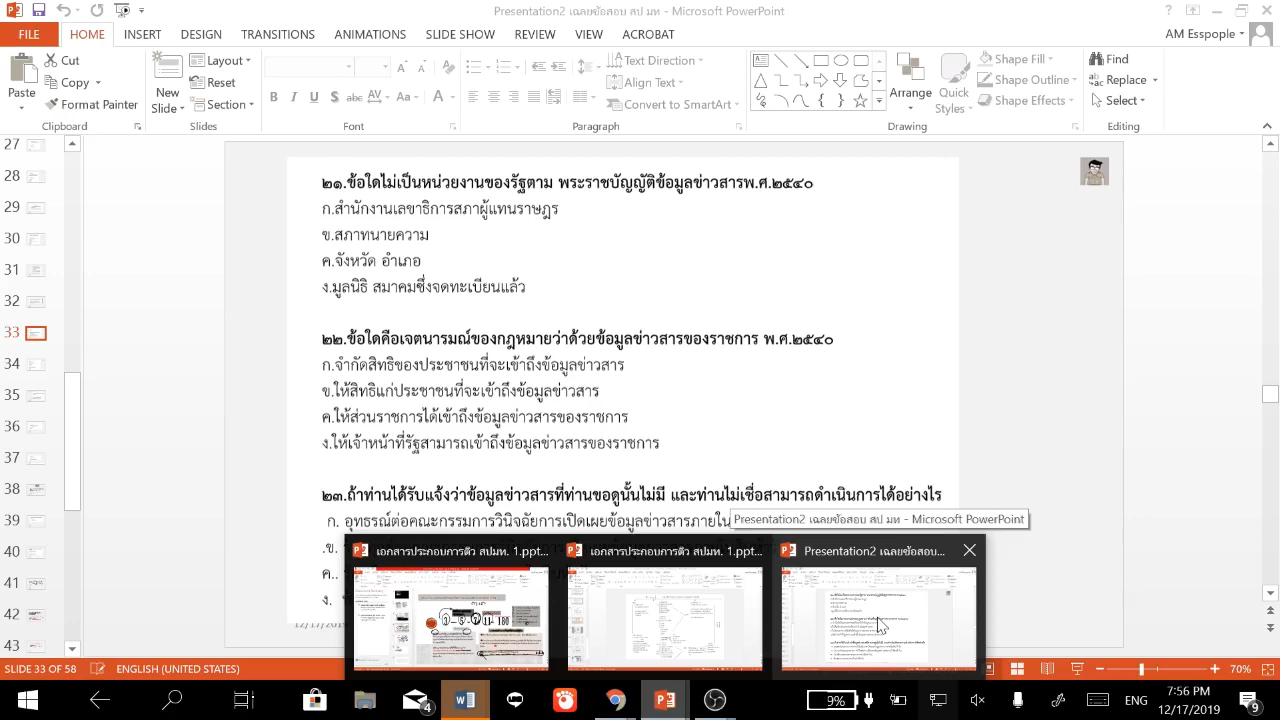 Presentation2 เฉลยข้อสอบ สป มท - Microsoft PowerPoint
FILE HOME INSERT DESIGN TRANSITIONS ANIMATIONS SLIDE SHOW REVIEW VIEW ACROBAT AM Esspople
Cut
Copy
Format Painter
Paste
Clipboard
New Slide
Layout
Reset
Section
Slides
Font
Text Direction
Align Text
Convert to SmartArt
Paragraph
Arrange
Quick Styles
Shape Fill
Shape Outline
Shape Effects
Drawing
Find
Replace
Select
Editing
27
28
29
30
31
32
33
34
35
36
37
38
39
40
41
42
๒๑.ข้อใดไม่เป็นหน่วยงานของรัฐตาม พระราชบัญญัติข้อมูลข่าวสารพ.ศ.๒๕๔๐
ก.สำนักงานเลขาธิการสภาผู้แทนราษฎร
ข.สภาทนายความ
ค.จังหวัด อำเภอ
ง.มูลนิธิ สมาคมซึ่งจดทะเบียนแล้ว
๒๒.ข้อใดคือเจตนารมณ์ของกฎหมายว่าด้วยข้อมูลข่าวสารของราชการ พ.ศ.๒๕๔๐
ก.จำกัดสิทธิของประชาชนที่จะเข้าถึงข้อมูลข่าวสาร
ข.ให้สิทธิแก่ประชาชนที่จะเข้าถึงข้อมูลข่าวสาร
ค.ให้ส่วนราชการได้เข้าถึงข้อมูลข่าวสารของราชการ
ง.ให้เจ้าหน้าที่รัฐสามารถเข้าถึงข้อมูลข่าวสารของราชการ
๒๓.ถ้าท่านได้รับแจ้งว่าข้อมูลข่าวสารที่ท่านขอดูนั้นไม่มี และท่านไม่เชื่อสามารถดำเนินการได้อย่างไร
ก. อุทธรณ์ต่อคณะกรรมการวินิจฉัยการเปิดเผยข้อมูลข่าวสารภายใน
Presentation2 เฉลยข้อสอบ สป มท - Microsoft PowerPoint
เอกสารประกอบการติว สปมท. 1.ppt...
เอกสารประกอบการติว สปมท. 1.ppt...
Presentation2 เฉลยข้อสอบ...
SLIDE 33 OF 58 ENGLISH (UNITED STATES) 70%
4
9% ENG
7:56 PM
12/17/2019
9